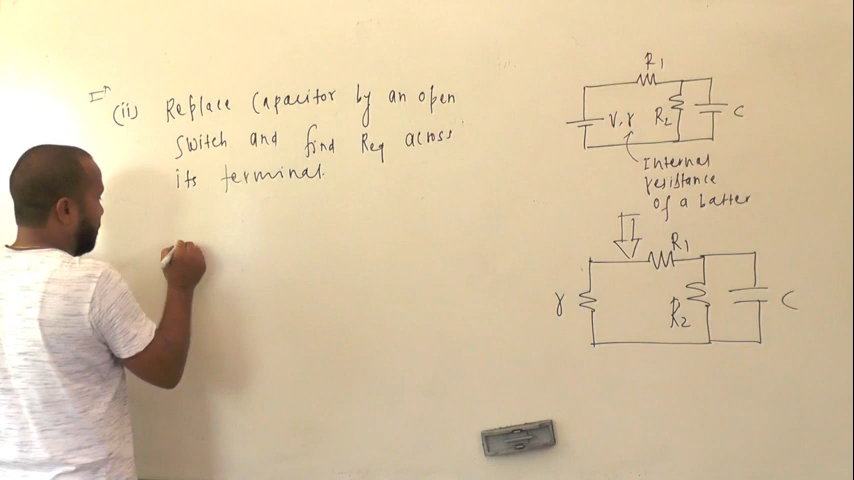 (ii) Replace Capacitor by an open
switch and find Req across
its terminal.
R1
V, r
R2
C
Internal
resistance
of a batter
R1
r
R2
C